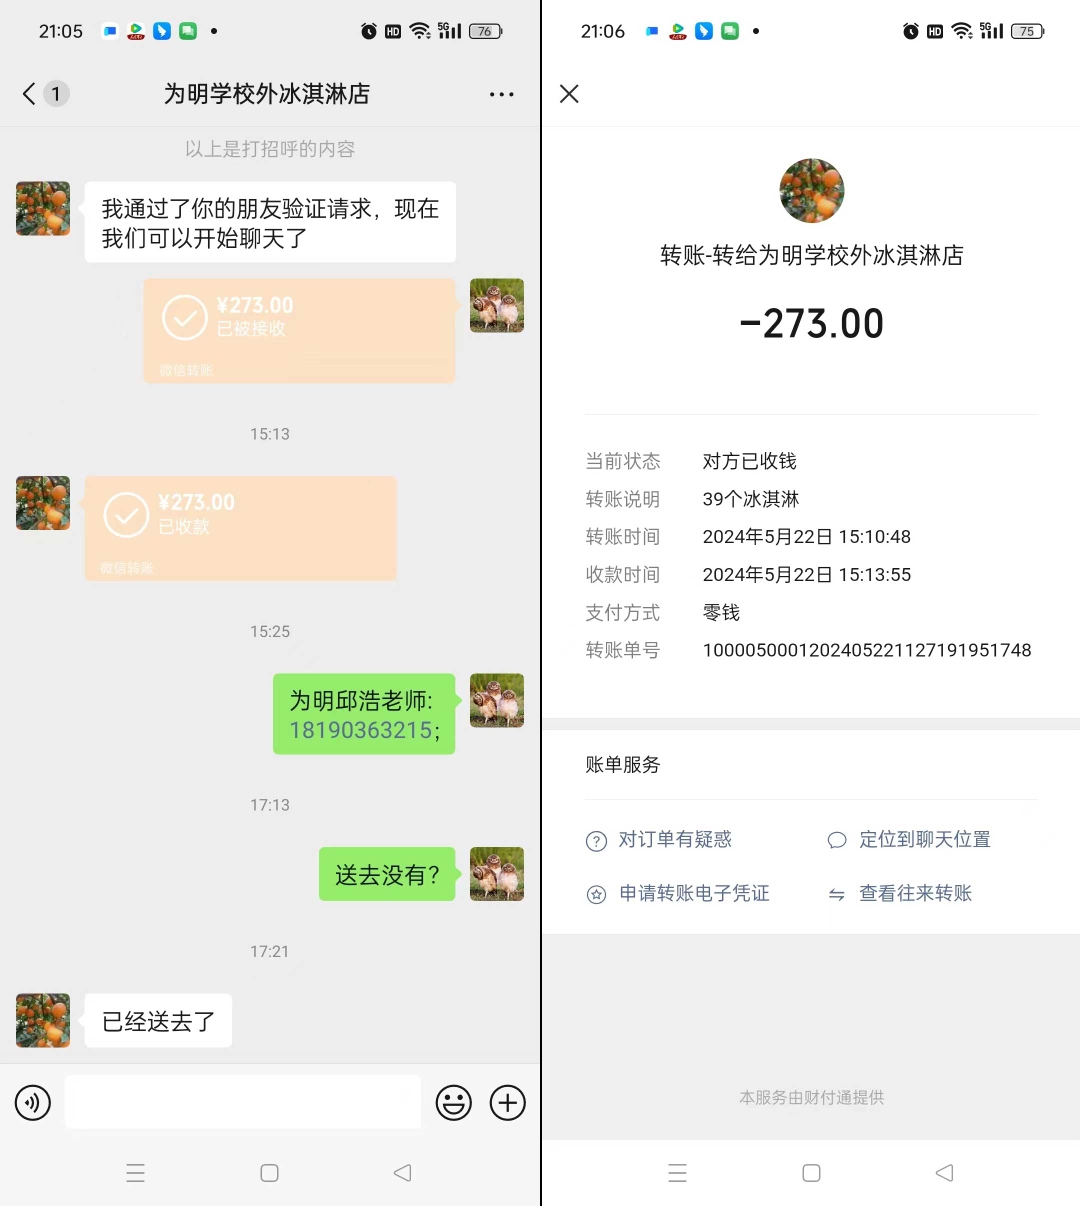 21:05
HD
5G
76
1
为明学校外冰淇淋店
以上是打招呼的内容
我通过了你的朋友验证请求，现在
我们可以开始聊天了
¥273.00
已被接收
微信转账
15:13
¥273.00
已收款
微信转账
15:25
为明邱浩老师:
18190363215;
17:13
送去没有?
17:21
已经送去了
21:06
HD
5G
75
转账-转给为明学校外冰淇淋店
-273.00
当前状态 对方已收钱
转账说明 39个冰淇淋
转账时间 2024年5月22日 15:10:48
收款时间 2024年5月22日 15:13:55
支付方式 零钱
转账单号 1000050001202405221127191951748
账单服务
对订单有疑惑 定位到聊天位置
申请转账电子凭证 查看往来转账
本服务由财付通提供